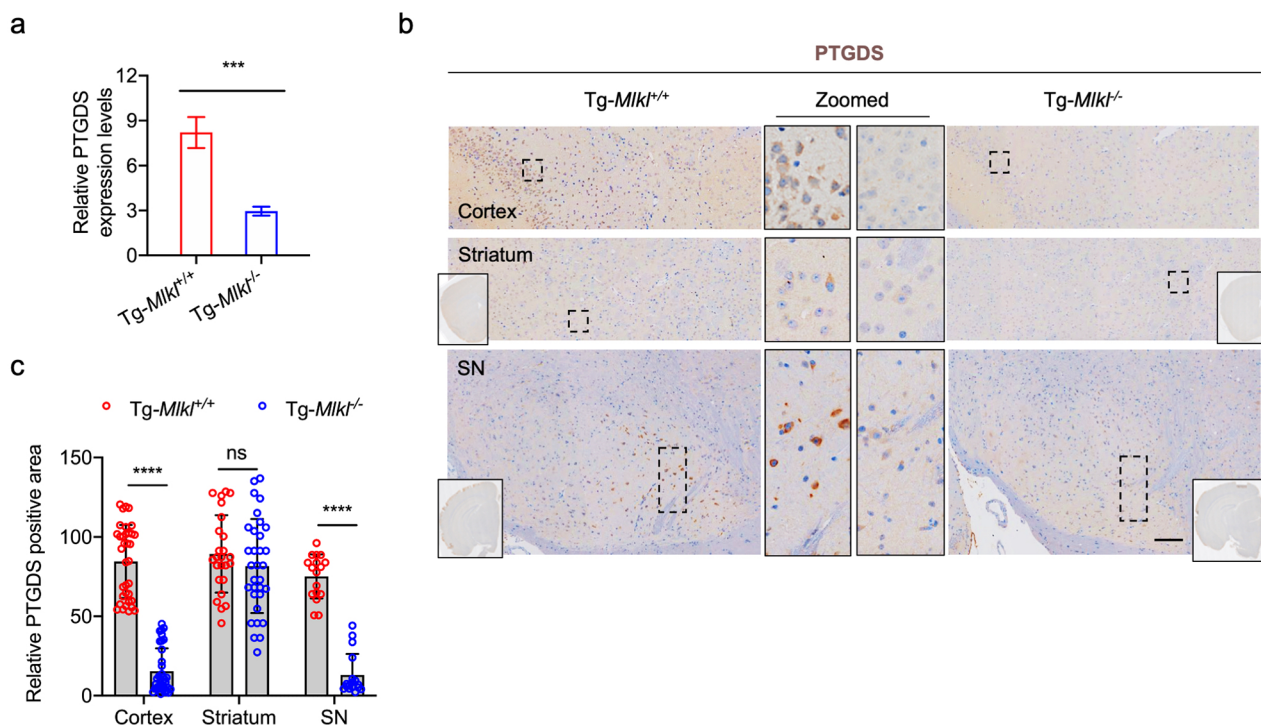 a
12
9
6
3
0
Relative PTGDS
expression levels
***
Tg-Mlkl+/+
Tg-Mlkl-/-
b
PTGDS
Tg-Mlkl+/+
Zoomed
Tg-Mlkl-/-
Cortex
Striatum
SN
c
Tg-Mlkl+/+
Tg-Mlkl-/-
Relative PTGDS positive area
150
100
50
0
****
ns
****
Cortex
Striatum
SN